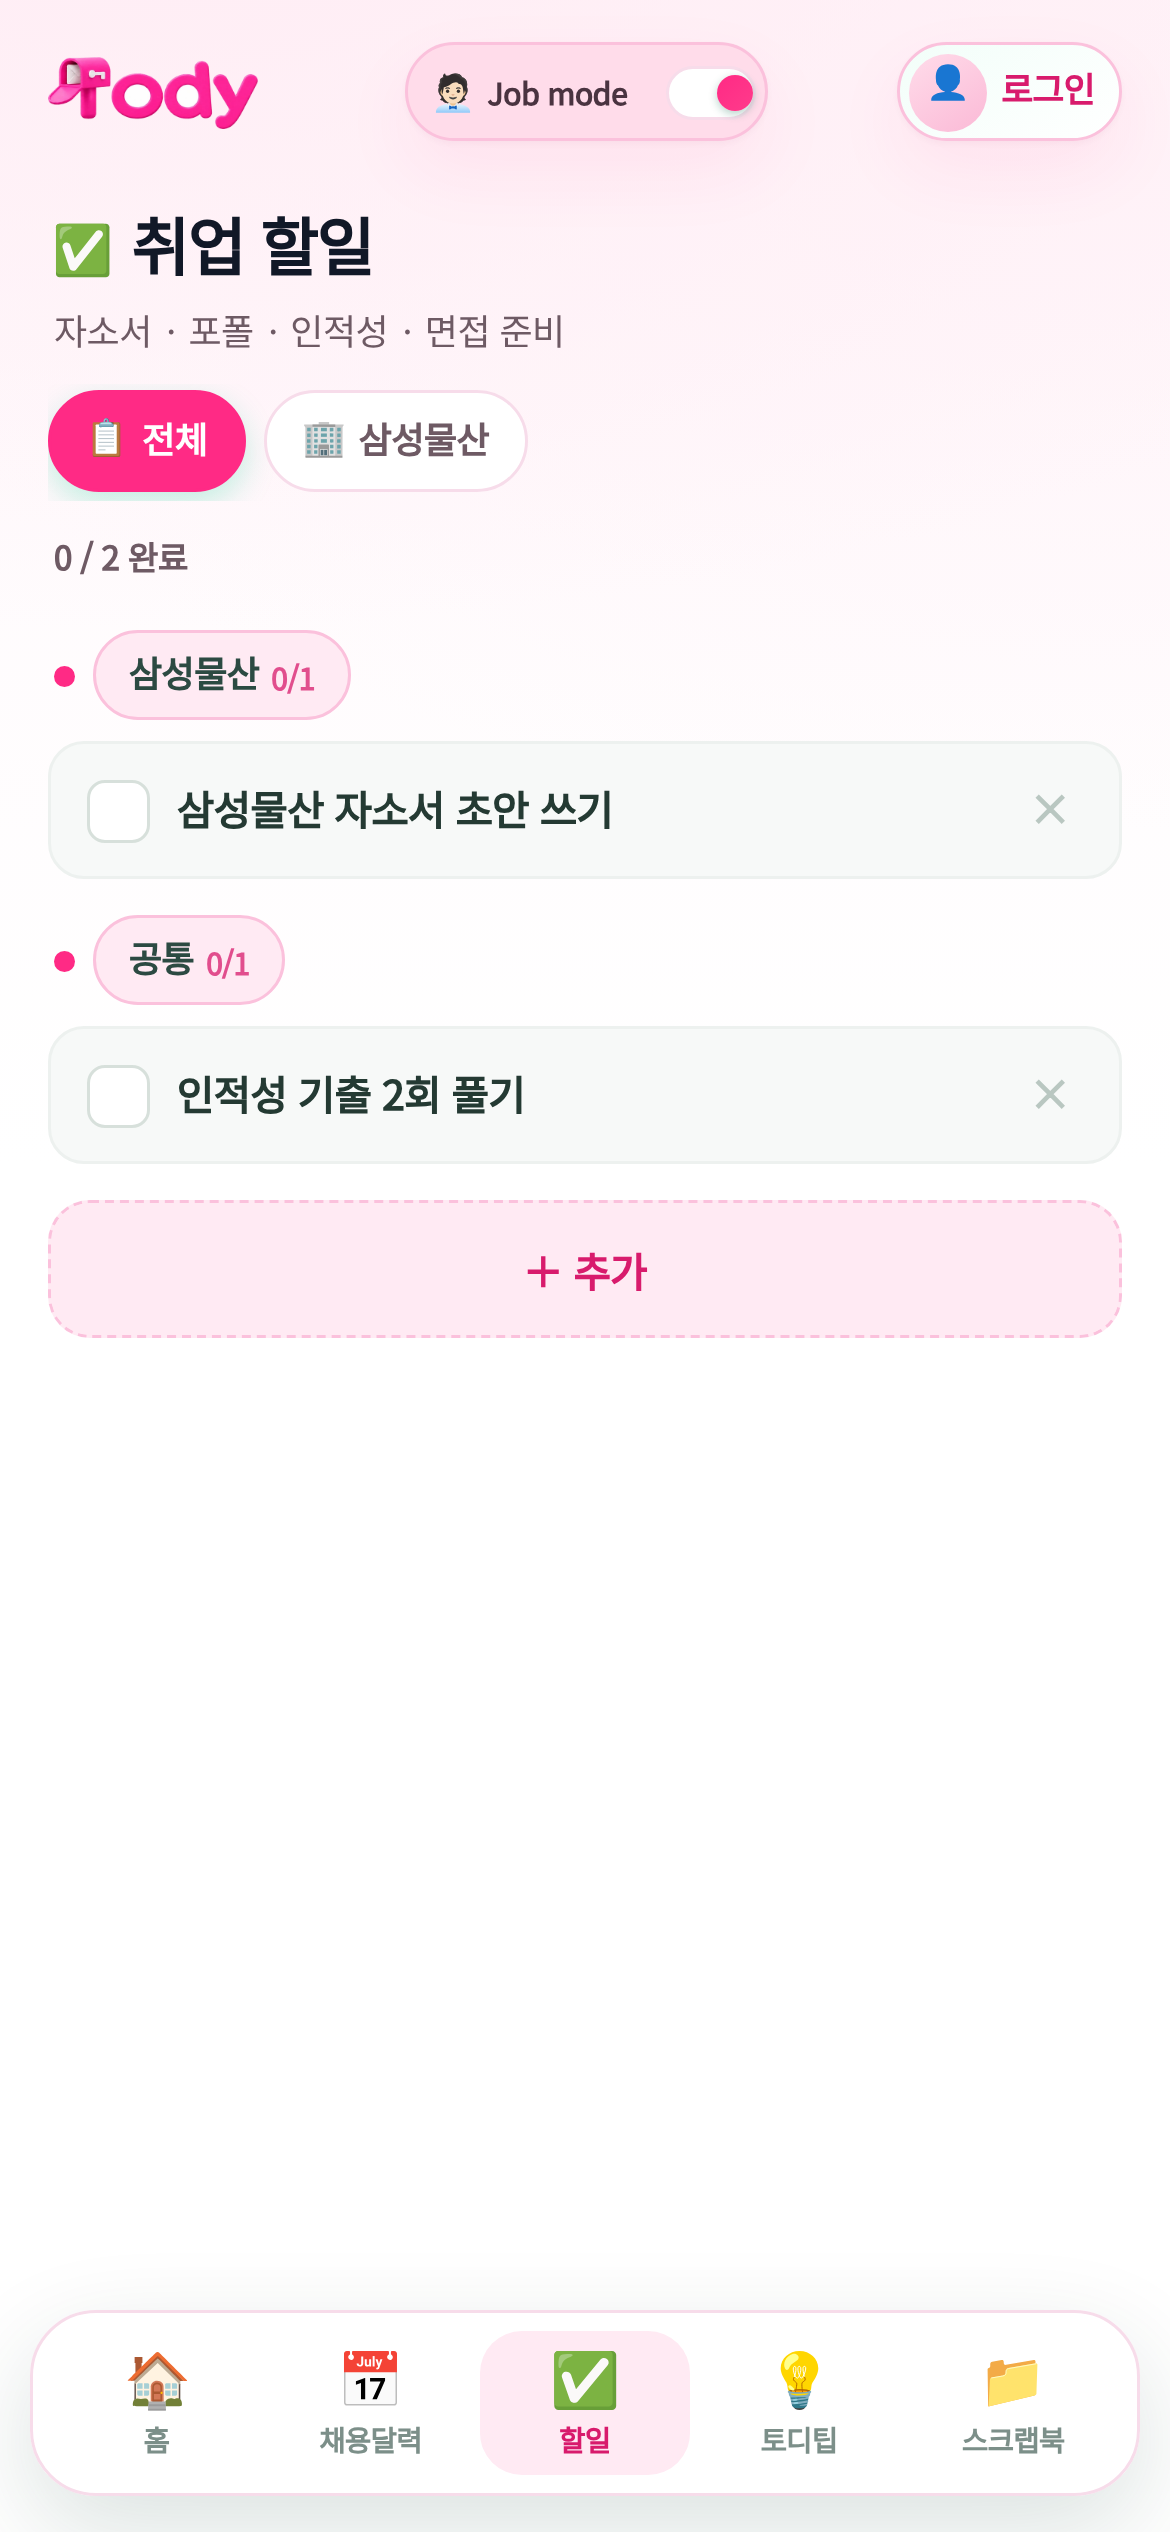 Tody
Job mode
로그인
취업 할일
자소서 · 포폴 · 인적성 · 면접 준비
전체
삼성물산
0 / 2 완료
삼성물산 0/1
삼성물산 자소서 초안 쓰기
공통 0/1
인적성 기출 2회 풀기
+ 추가
July
17
홈
채용달력
할일
토디팁
스크랩북